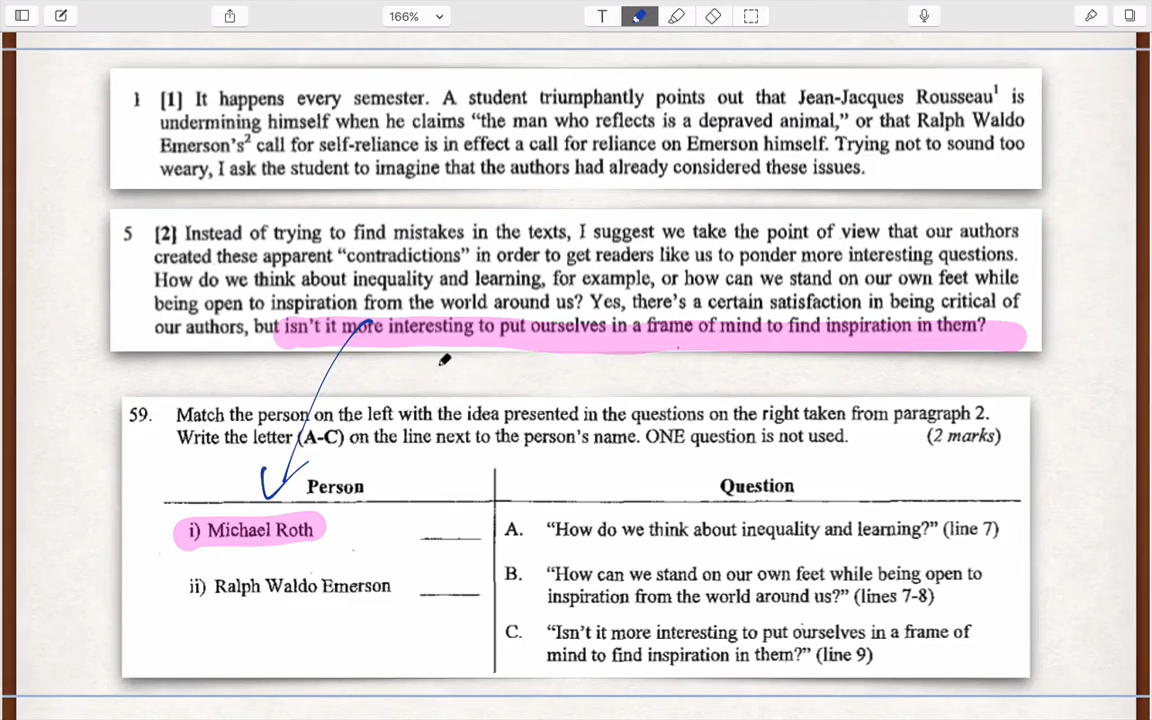 166%
T
1 [1] It happens every semester. A student triumphantly points out that Jean-Jacques Rousseau¹ is
undermining himself when he claims “the man who reflects is a depraved animal,” or that Ralph Waldo
Emerson’s² call for self-reliance is in effect a call for reliance on Emerson himself. Trying not to sound too
weary, I ask the student to imagine that the authors had already considered these issues.
5 [2] Instead of trying to find mistakes in the texts, I suggest we take the point of view that our authors
created these apparent “contradictions” in order to get readers like us to ponder more interesting questions.
How do we think about inequality and learning, for example, or how can we stand on our own feet while
being open to inspiration from the world around us? Yes, there’s a certain satisfaction in being critical of
our authors, but isn’t it more interesting to put ourselves in a frame of mind to find inspiration in them?
59. Match the person on the left with the idea presented in the questions on the right taken from paragraph 2.
Write the letter (A-C) on the line next to the person’s name. ONE question is not used. (2 marks)
Person Question
i) Michael Roth ______ A. “How do we think about inequality and learning?” (line 7)
ii) Ralph Waldo Emerson ______ B. “How can we stand on our own feet while being open to
inspiration from the world around us?” (lines 7-8)
C. “Isn’t it more interesting to put ourselves in a frame of
mind to find inspiration in them?” (line 9)